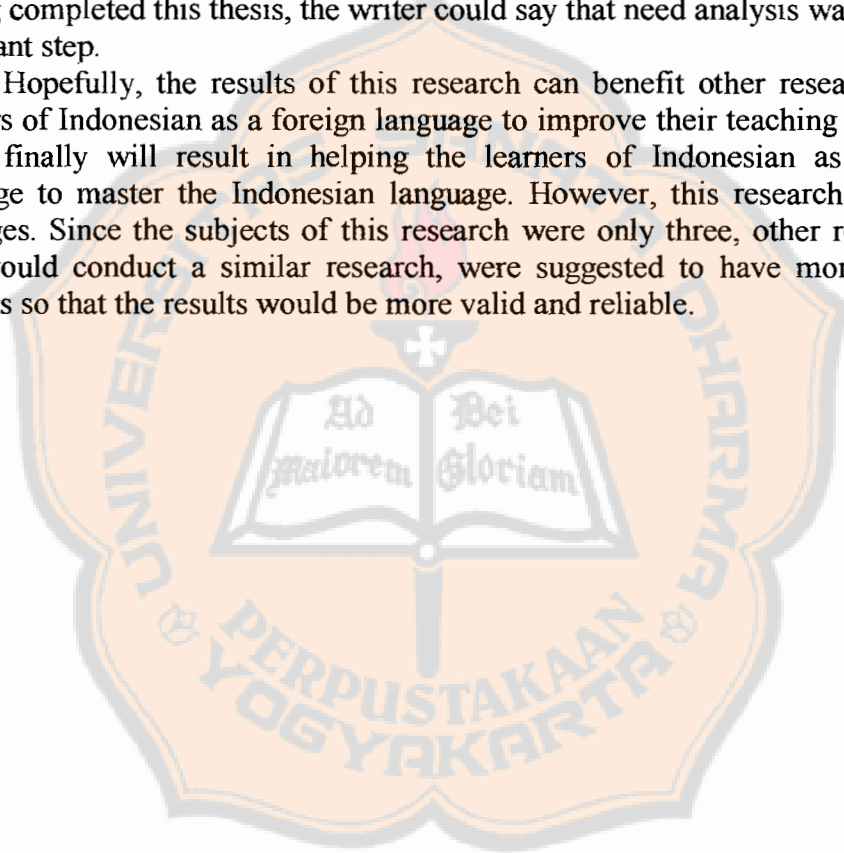 completed this thesis, the writer could say that need analysis wa
ant step.
Hopefully, the results of this research can benefit other resea
s of Indonesian as a foreign language to improve their teaching
finally will result in helping the learners of Indonesian as
ge to master the Indonesian language. However, this research
ges. Since the subjects of this research were only three, other r
ould conduct a similar research, were suggested to have mor
s so that the results would be more valid and reliable.
UNIVERSITAS SANATA DHARMA
Ad Dei
Maiorem Gloriam
PERPUSTAKAAN
YOGYAKARTA